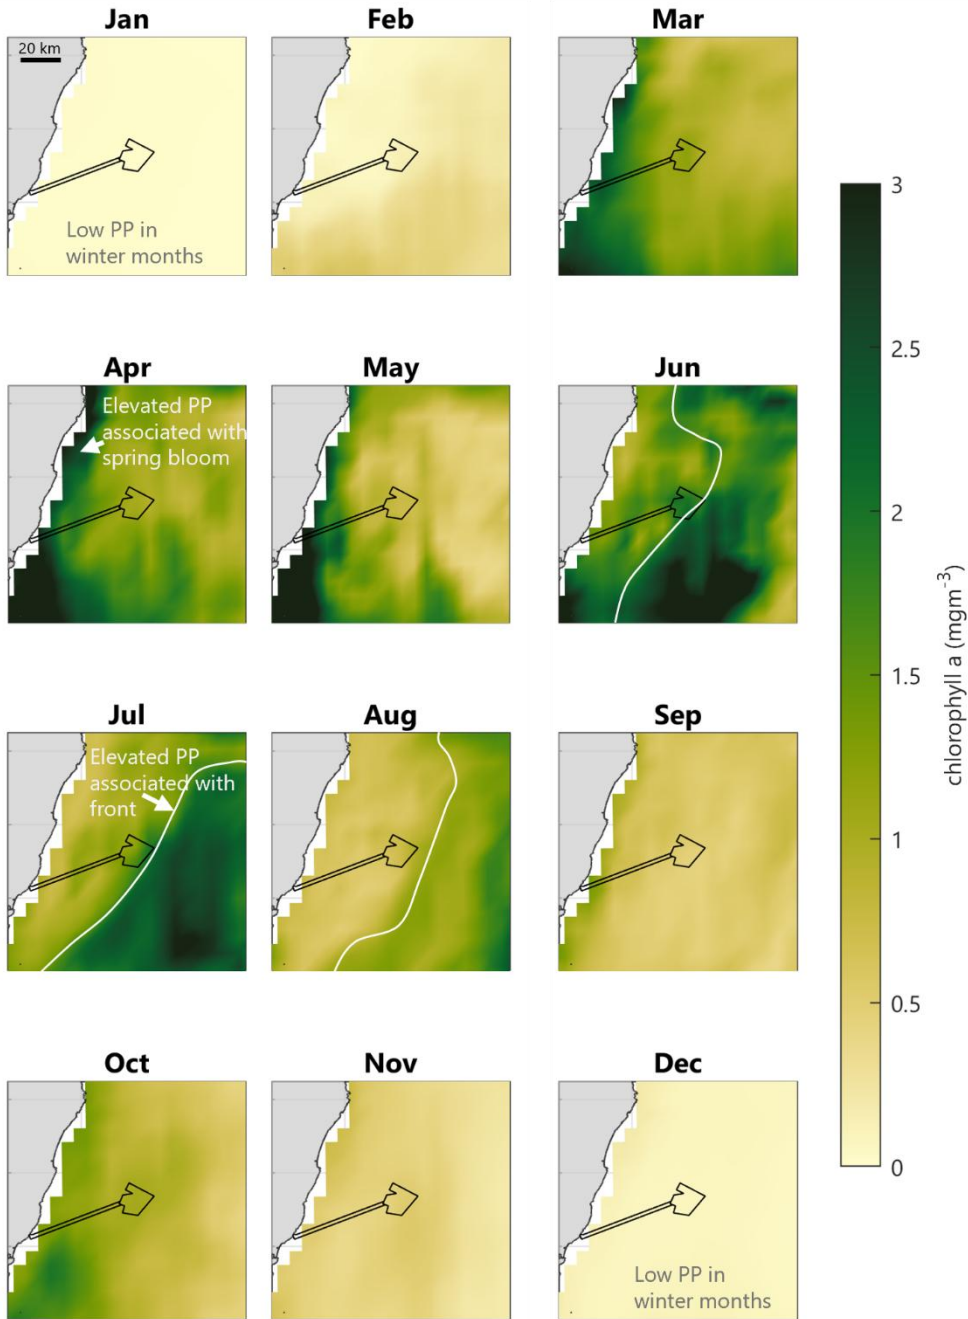 Jan
Feb
Mar
20 km
Low PP in
winter months
Apr
May
Jun
Elevated PP
associated with
spring bloom
Jul
Aug
Sep
Elevated PP
associated with
front
Oct
Nov
Dec
Low PP in
winter months
3
2.5
2
1.5
1
0.5
0
chlorophyll a (mgm⁻³)